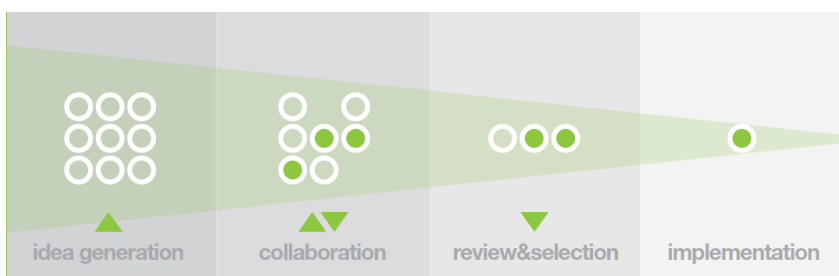 idea generation
collaboration
review&selection
implementation